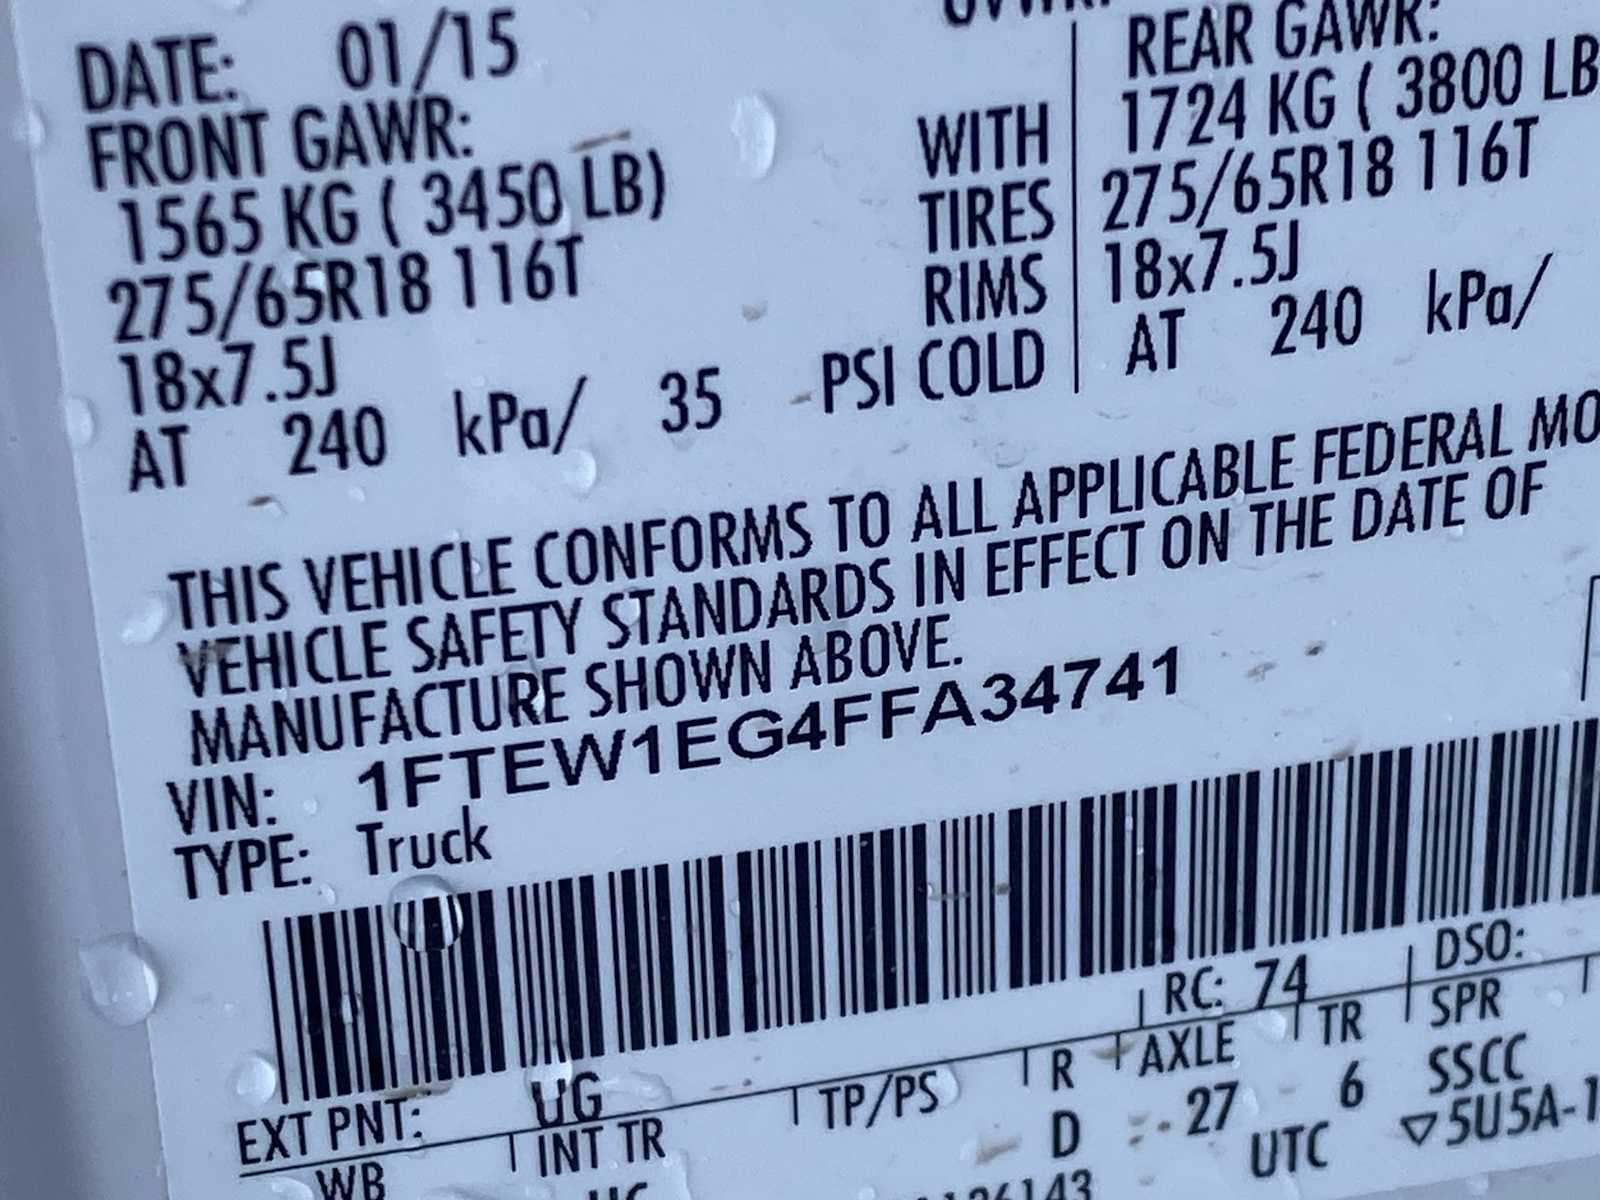 DATE: 01/15
FRONT GAWR:
1565 KG ( 3450 LB)
275/65R18 116T
18x7.5J
AT 240 kPa/ 35 PSI COLD
WITH
TIRES
RIMS
REAR GAWR:
1724 KG ( 3800 LB
275/65R18 116T
18x7.5J
AT 240 kPa/
THIS VEHICLE CONFORMS TO ALL APPLICABLE FEDERAL MO
VEHICLE SAFETY STANDARDS IN EFFECT ON THE DATE OF
MANUFACTURE SHOWN ABOVE.
VIN: 1FTEW1EG4FFA34741
TYPE: Truck
EXT PNT: UG RC: 74 DSO:
WB INT TR TP/PS R AXLE TR SPR
D 27 6 SSCC
UTC ▽5U5A-1